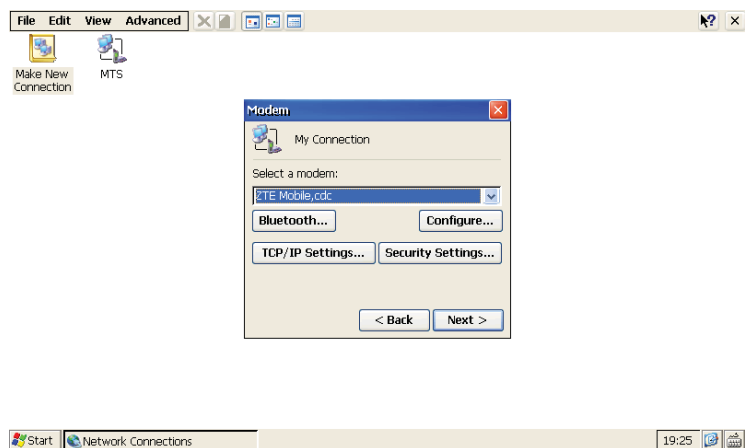 File Edit View Advanced
?
Make New
Connection
MTS
Modem
My Connection
Select a modem:
ZTE Mobile,cdc
Bluetooth...
Configure...
TCP/IP Settings...
Security Settings...
< Back
Next >
Start
Network Connections
19:25